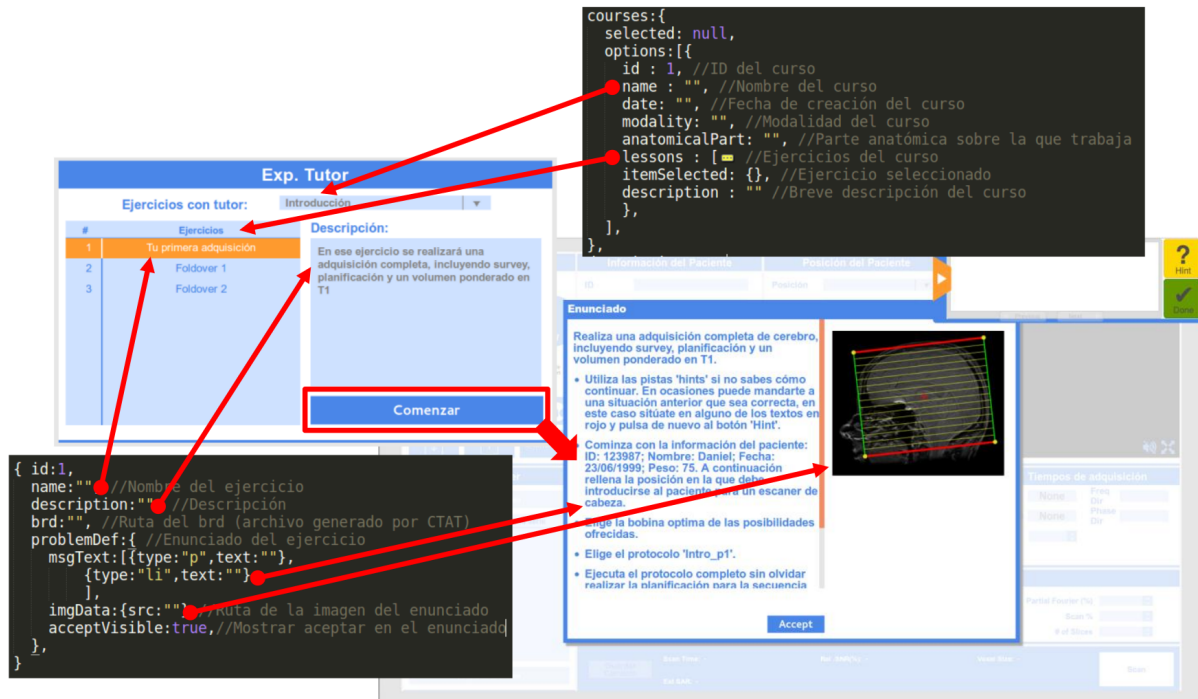 courses:{
selected: null,
options:[{
id : 1, //ID del curso
name : "", //Nombre del curso
date: "", //Fecha de creación del curso
modality: "", //Modalidad del curso
anatomicalPart: "", //Parte anatómica sobre la que trabaja
lessons : [ //Ejercicios del curso
itemSelected: {}, //Ejercicio seleccionado
description : "" //Breve descripción del curso
},
],
},
Exp. Tutor
Ejercicios con tutor: Introducción
# Ejercicios
1 Tu primera adquisición
2 Foldover 1
3 Foldover 2
Descripción:
En ese ejercicio se realizará una
adquisición completa, incluyendo survey,
planificación y un volumen ponderado en
T1
Comenzar
Información del Paciente
Posición del Paciente
ID
Posición
?
Hint
Done
Enunciado
Realiza una adquisición completa de cerebro,
incluyendo survey, planificación y un
volumen ponderado en T1.
• Utiliza las pistas 'hints' si no sabes cómo
continuar. En ocasiones puede mandarte a
una situación anterior que sea correcta, en
este caso sitúate en alguno de los textos en
rojo y pulsa de nuevo al botón 'Hint'.
• Cominza con la información del paciente:
ID: 123987; Nombre: Daniel; Fecha:
23/06/1999; Peso: 75. A continuación
rellena la posición en la que debe
introducirse al paciente para un escaner de
cabeza.
• Elige la bobina optima de las posibilidades
ofrecidas.
• Elige el protocolo 'Intro_p1'.
• Ejecuta el protocolo completo sin olvidar
realizar la planificación para la secuencia
Accept
Tiempos de adquisición
None Freq Dir
None Phase Dir
Partial Fourier (%)
Scan %
# of Slices
Scan Time: -
Rel. SNR(%): -
Voxel Size: -
Scan
{ id:1,
name:"" //Nombre del ejercicio
description:"" //Descripción
brd:"", //Ruta del brd (archivo generado por CTAT)
problemDef:{ //Enunciado del ejercicio
msgText:[{type:"p",text:""},
{type:"li",text:""}
],
imgData:{src:""} //Ruta de la imagen del enunciado
acceptVisible:true,//Mostrar aceptar en el enunciado
},
}